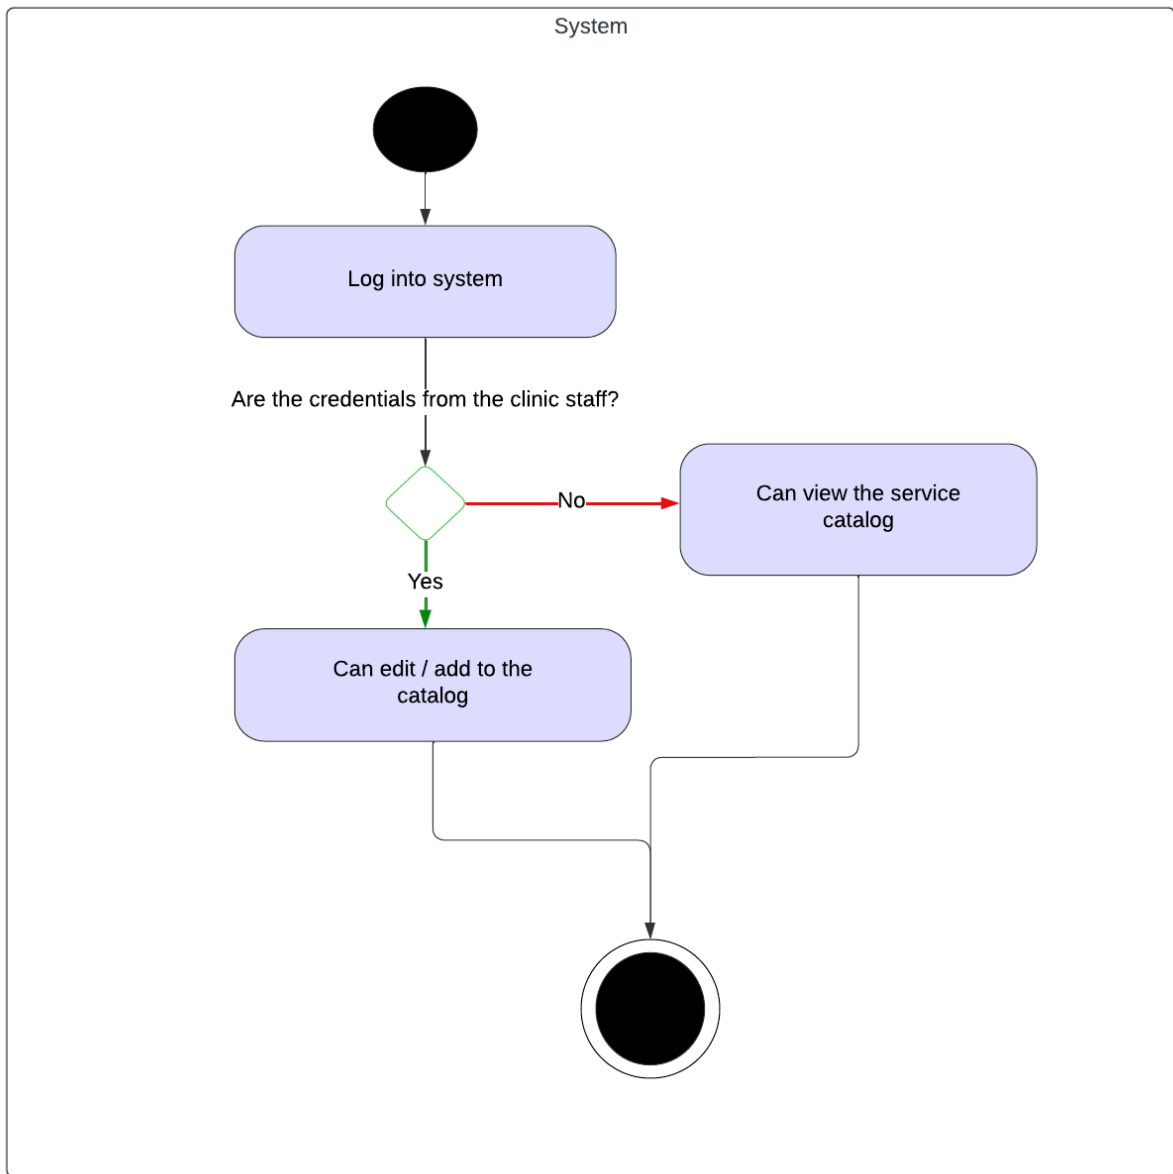 System
Log into system
Are the credentials from the clinic staff?
No
Can view the service
catalog
Yes
Can edit / add to the
catalog